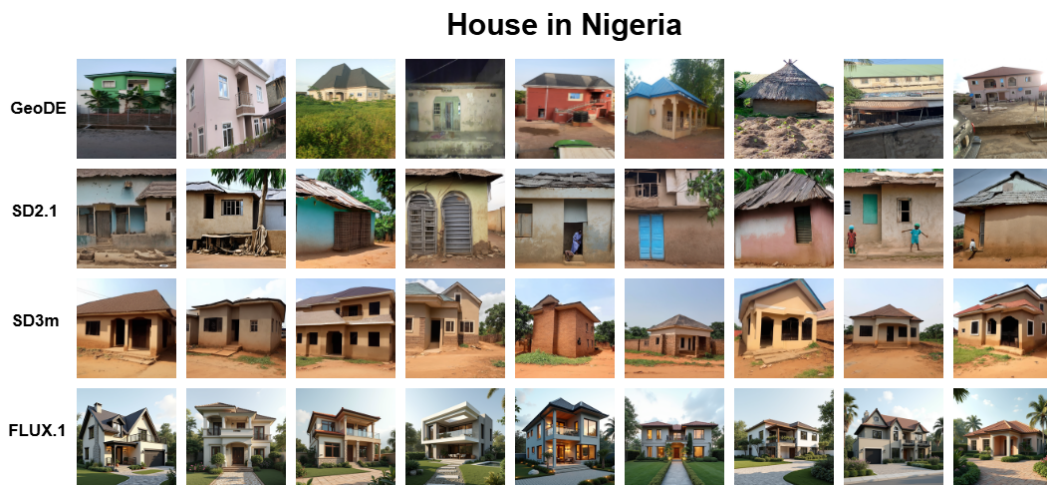 House in Nigeria
GeoDE
SD2.1
SD3m
FLUX.1